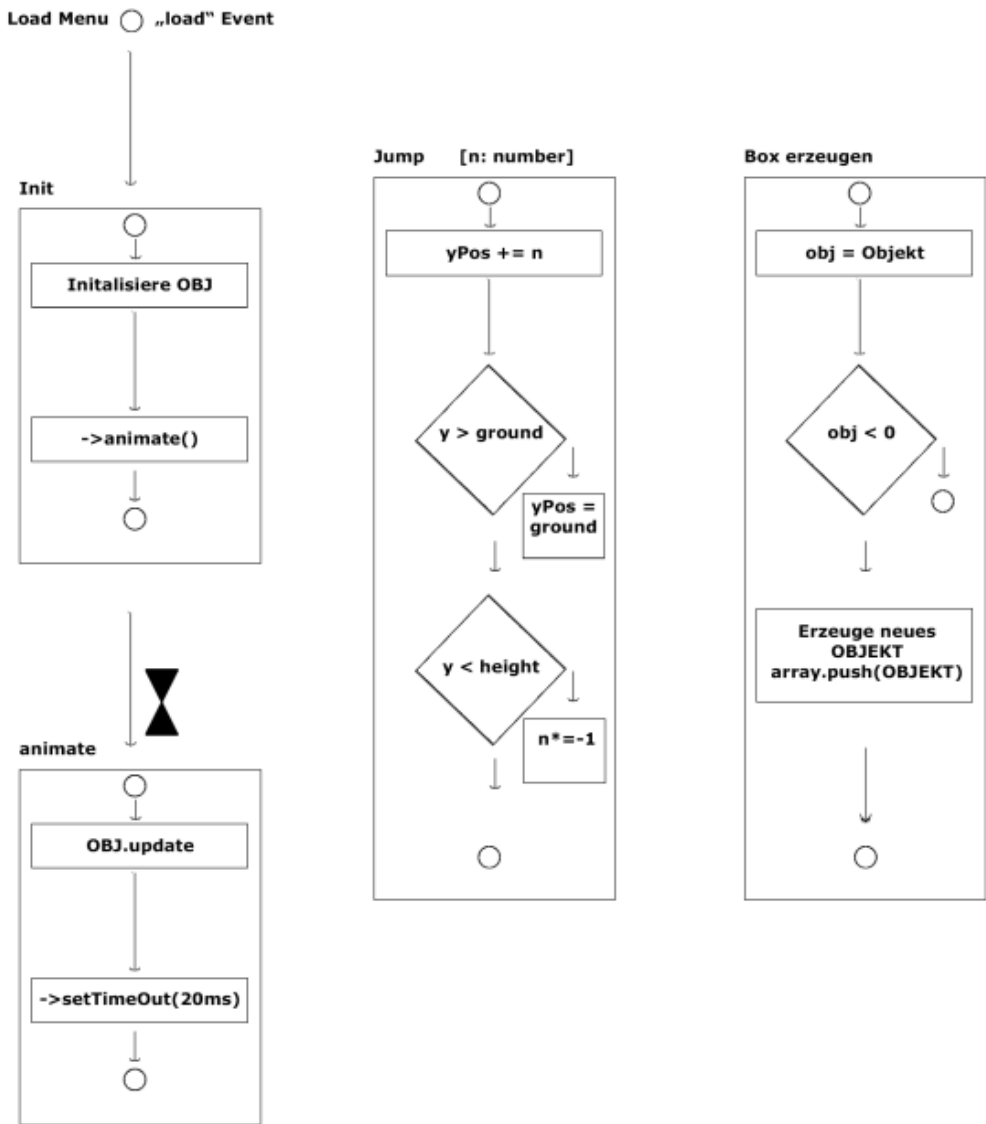 Load Menu „load“ Event
Init
Initalisiere OBJ
->animate()
animate
OBJ.update
->setTimeOut(20ms)
Jump [n: number]
yPos += n
y > ground
yPos =
ground
y < height
n*=-1
Box erzeugen
obj = Objekt
obj < 0
Erzeuge neues
OBJEKT
array.push(OBJEKT)